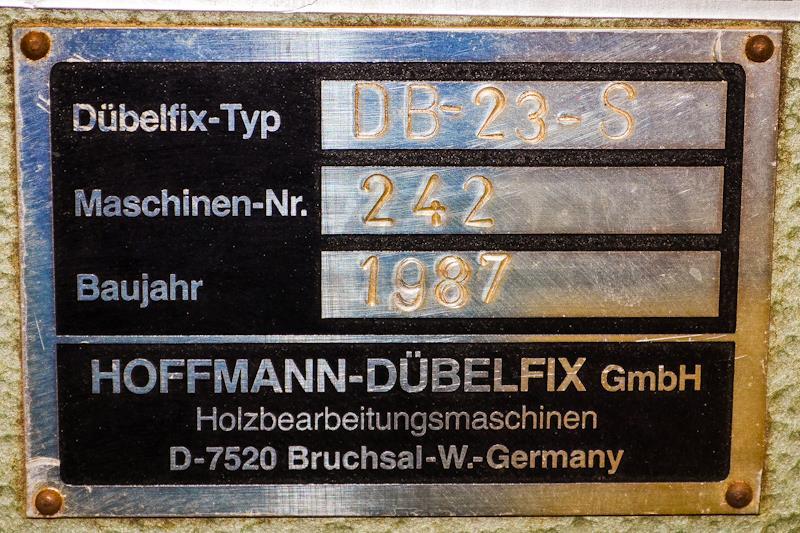 Dübelfix-Typ DB-23-S
Maschinen-Nr. 242
Baujahr 1987
HOFFMANN-DÜBELFIX GmbH
Holzbearbeitungsmaschinen
D-7520 Bruchsal-W.-Germany